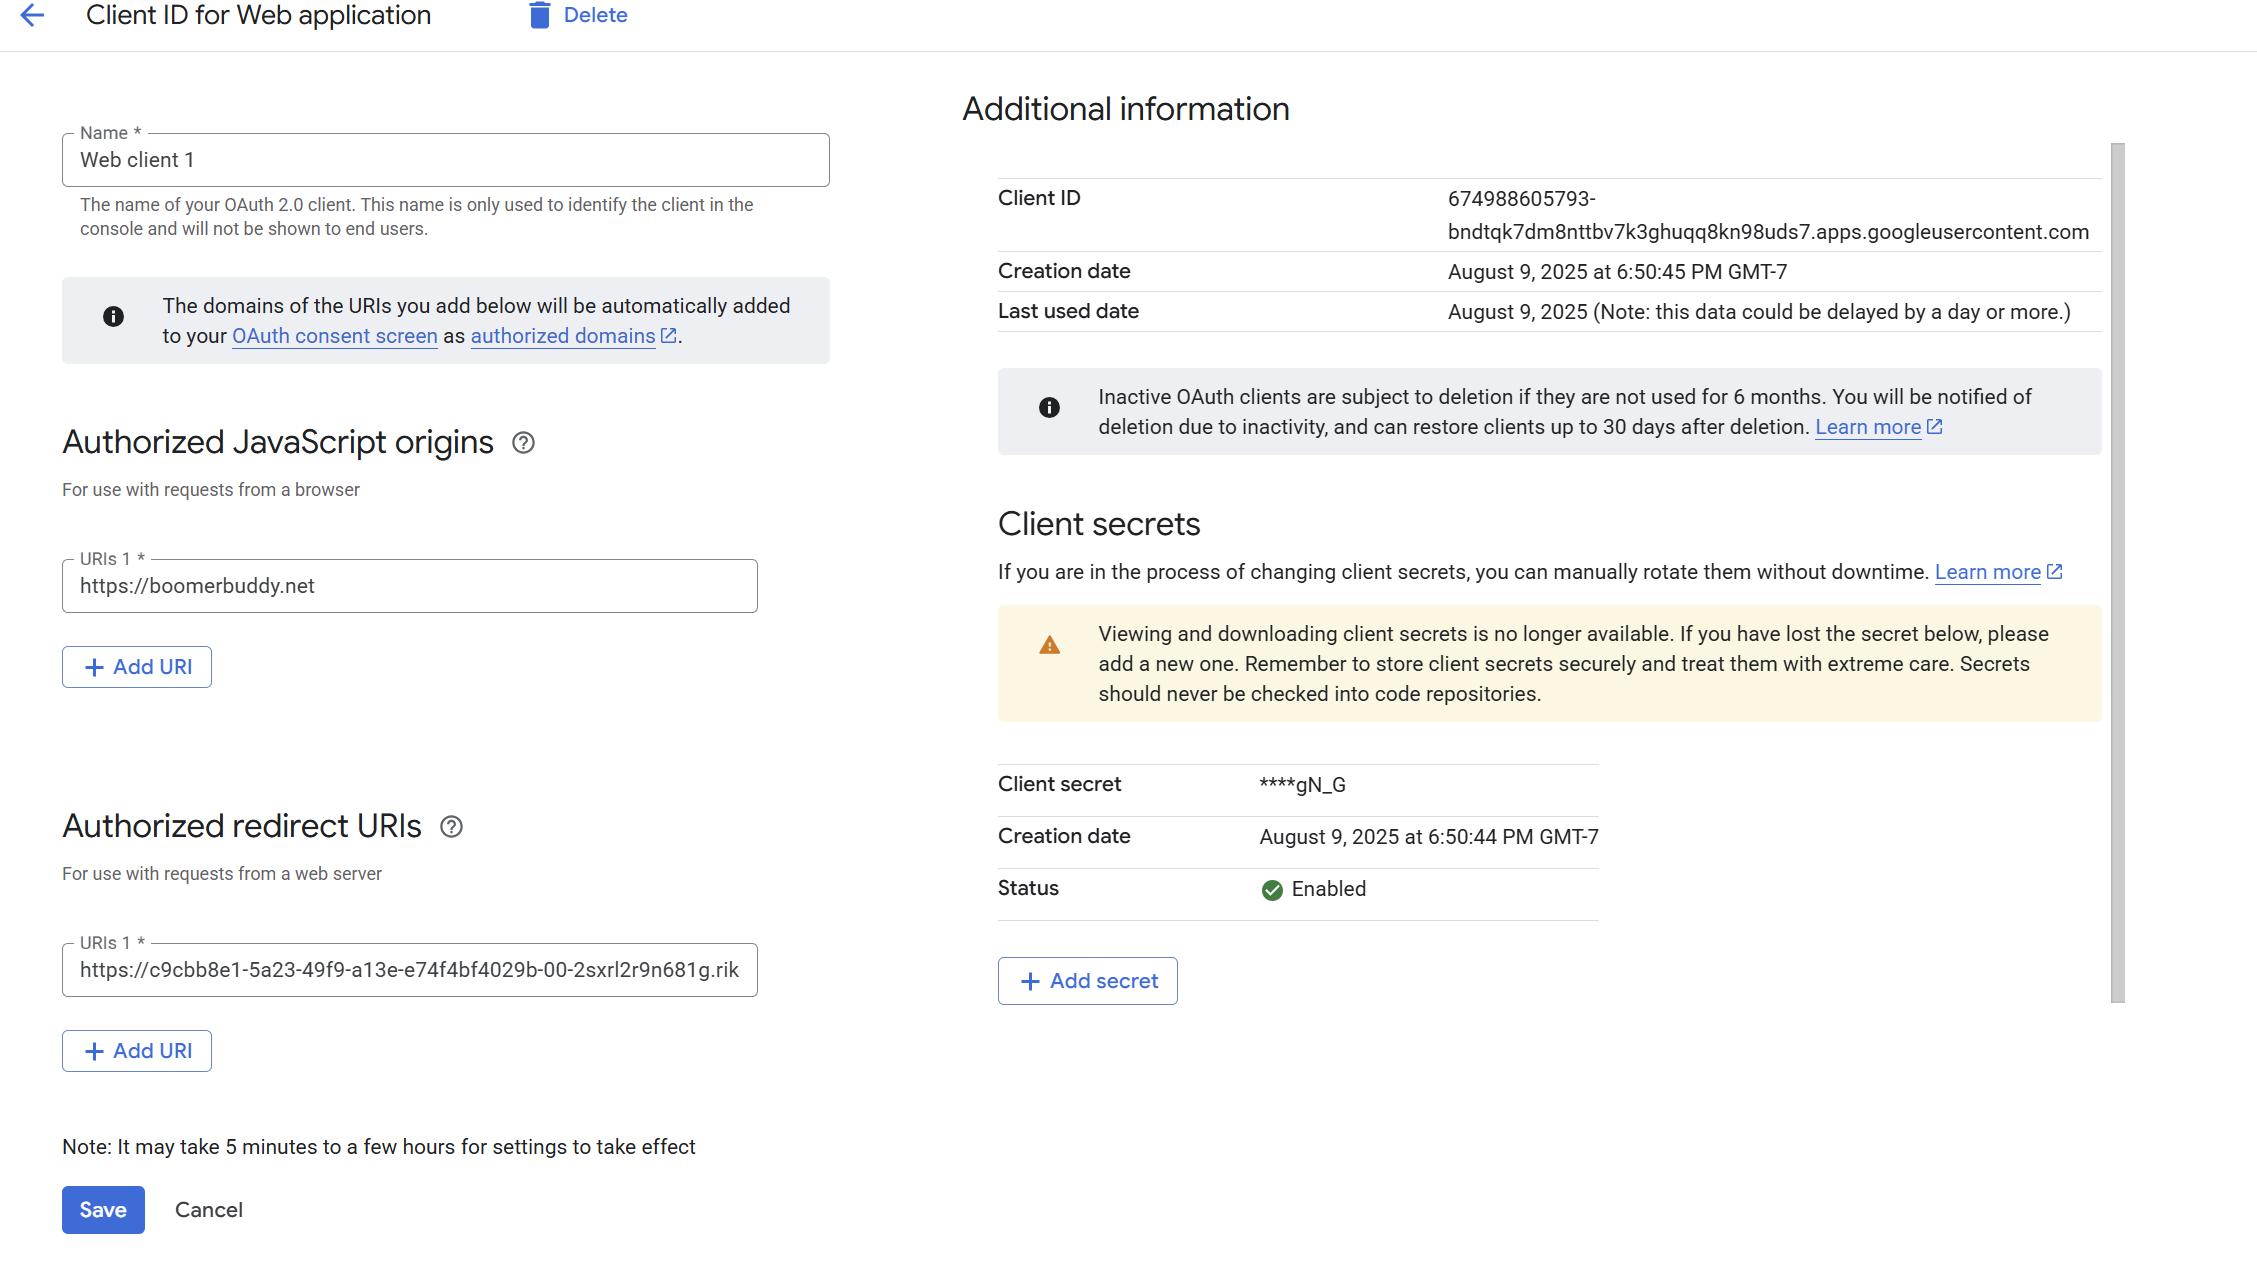 Client ID for Web application
Delete
Name *
Web client 1
The name of your OAuth 2.0 client. This name is only used to identify the client in the
console and will not be shown to end users.
The domains of the URIs you add below will be automatically added
to your OAuth consent screen as authorized domains.
Authorized JavaScript origins
For use with requests from a browser
URIs 1 *
https://boomerbuddy.net
+ Add URI
Authorized redirect URIs
For use with requests from a web server
URIs 1 *
https://c9cbb8e1-5a23-49f9-a13e-e74f4bf4029b-00-2sxrl2r9n681g.rik
+ Add URI
Note: It may take 5 minutes to a few hours for settings to take effect
Save
Cancel
Additional information
Client ID
674988605793-
bndtqk7dm8nttbv7k3ghuqq8kn98uds7.apps.googleusercontent.com
Creation date
August 9, 2025 at 6:50:45 PM GMT-7
Last used date
August 9, 2025 (Note: this data could be delayed by a day or more.)
Inactive OAuth clients are subject to deletion if they are not used for 6 months. You will be notified of
deletion due to inactivity, and can restore clients up to 30 days after deletion. Learn more
Client secrets
If you are in the process of changing client secrets, you can manually rotate them without downtime. Learn more
Viewing and downloading client secrets is no longer available. If you have lost the secret below, please
add a new one. Remember to store client secrets securely and treat them with extreme care. Secrets
should never be checked into code repositories.
Client secret
****gN_G
Creation date
August 9, 2025 at 6:50:44 PM GMT-7
Status
Enabled
+ Add secret